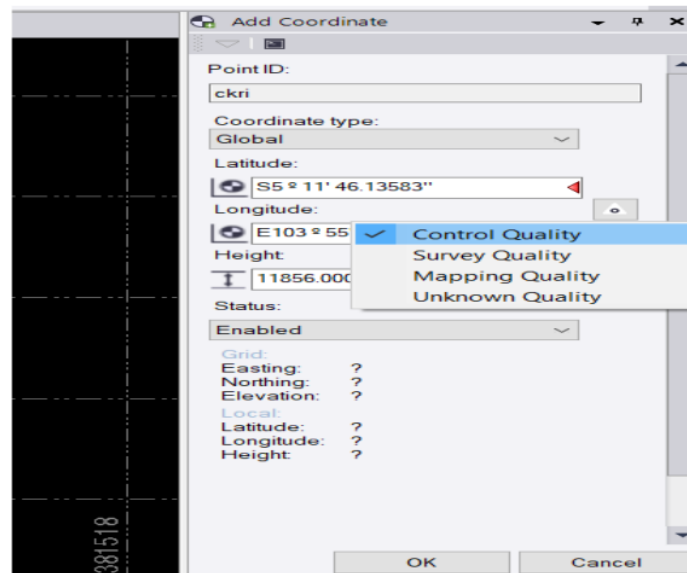 Add Coordinate
Point ID:
ckri
Coordinate type:
Global
Latitude:
S5 º 11' 46.13583"
Longitude:
E103 º 55
Control Quality
Survey Quality
Mapping Quality
Unknown Quality
Height:
11856.000
Status:
Enabled
Grid:
Easting: ?
Northing: ?
Elevation: ?
Local:
Latitude: ?
Longitude: ?
Height: ?
381518
OK Cancel